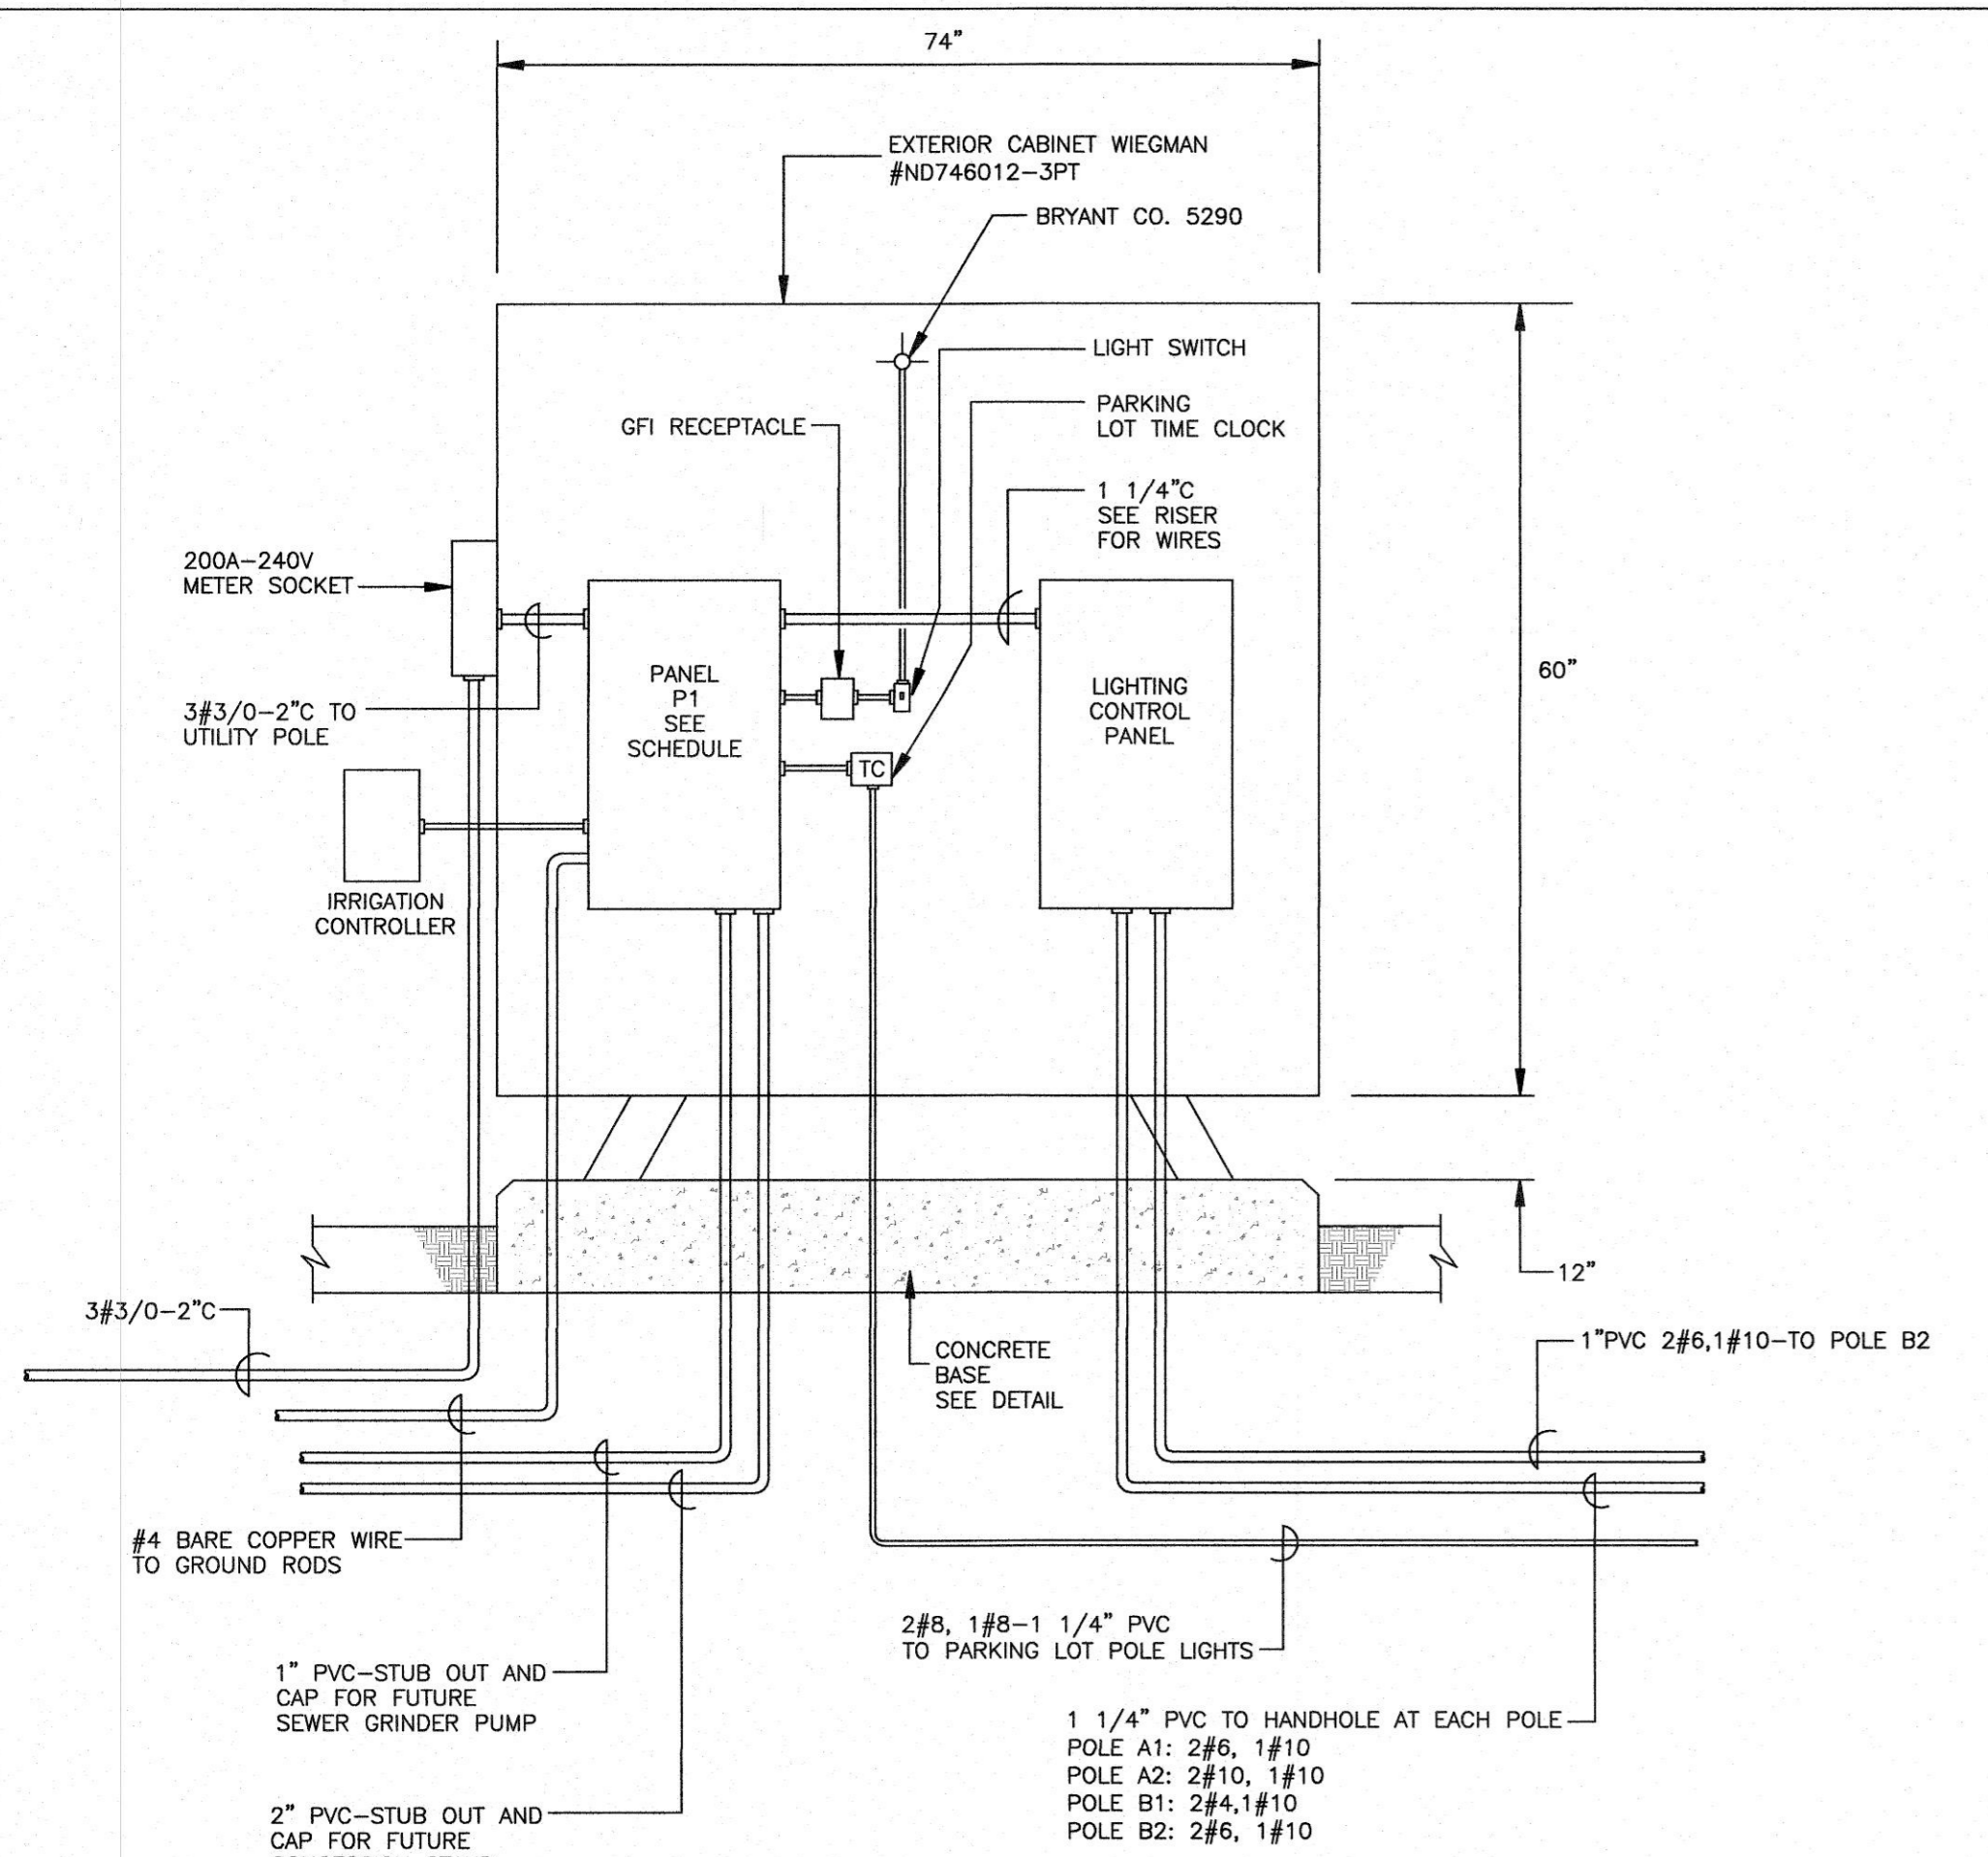 74"
EXTERIOR CABINET WIEGMAN
#ND746012-3PT
BRYANT CO. 5290
LIGHT SWITCH
PARKING
LOT TIME CLOCK
GFI RECEPTACLE
1 1/4"C
SEE RISER
FOR WIRES
200A-240V
METER SOCKET
3#3/0-2"C TO
UTILITY POLE
PANEL
P1
SEE
SCHEDULE
LIGHTING
CONTROL
PANEL
60"
TC
IRRIGATION
CONTROLLER
12"
3#3/0-2"C
CONCRETE
BASE
SEE DETAIL
1"PVC 2#6,1#10-TO POLE B2
#4 BARE COPPER WIRE
TO GROUND RODS
2#8, 1#8-1 1/4" PVC
TO PARKING LOT POLE LIGHTS
1" PVC-STUB OUT AND
CAP FOR FUTURE
SEWER GRINDER PUMP
1 1/4" PVC TO HANDHOLE AT EACH POLE
POLE A1: 2#6, 1#10
POLE A2: 2#10, 1#10
POLE B1: 2#4,1#10
POLE B2: 2#6, 1#10
2" PVC-STUB OUT AND
CAP FOR FUTURE